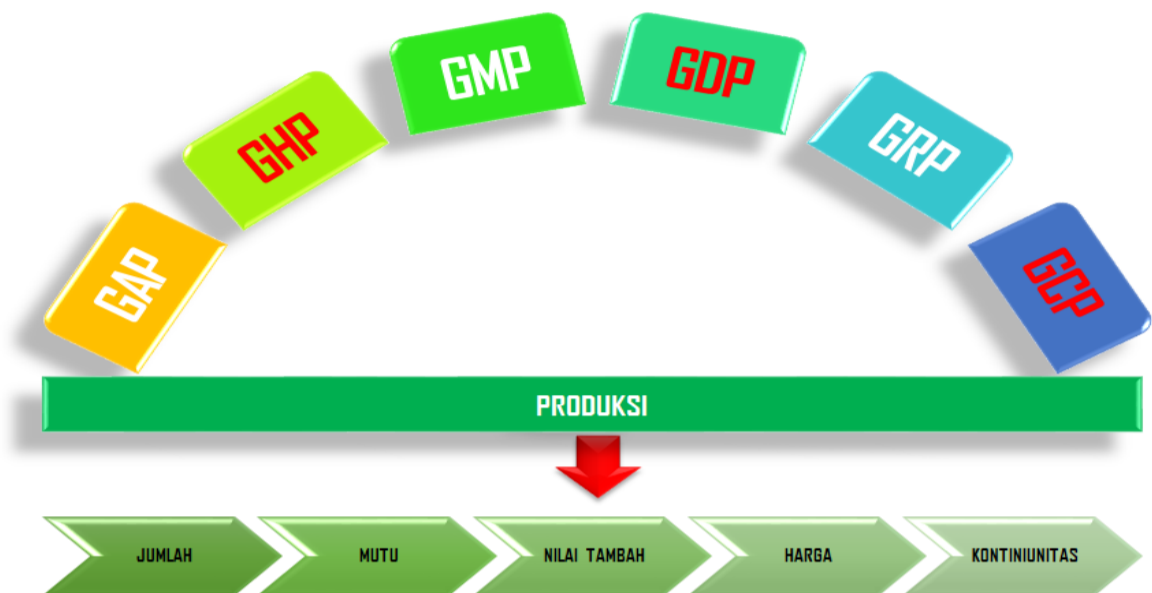 GAP
GHP
GMP
GDP
GRP
GCP
PRODUKSI
JUMLAH
MUTU
NILAI TAMBAH
HARGA
KONTINIUNITAS